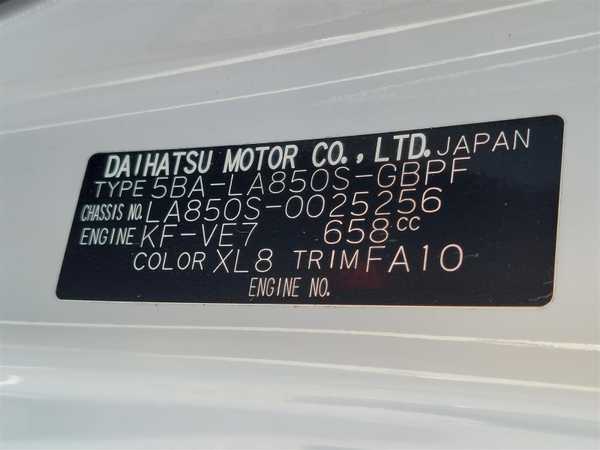 DAIHATSU MOTOR CO., LTD. JAPAN
TYPE 5BA-LA850S-GBPF
CHASSIS NO. LA850S-0025256
ENGINE KF-VE7 658CC
COLOR XL8 TRIM FA10
ENGINE NO.